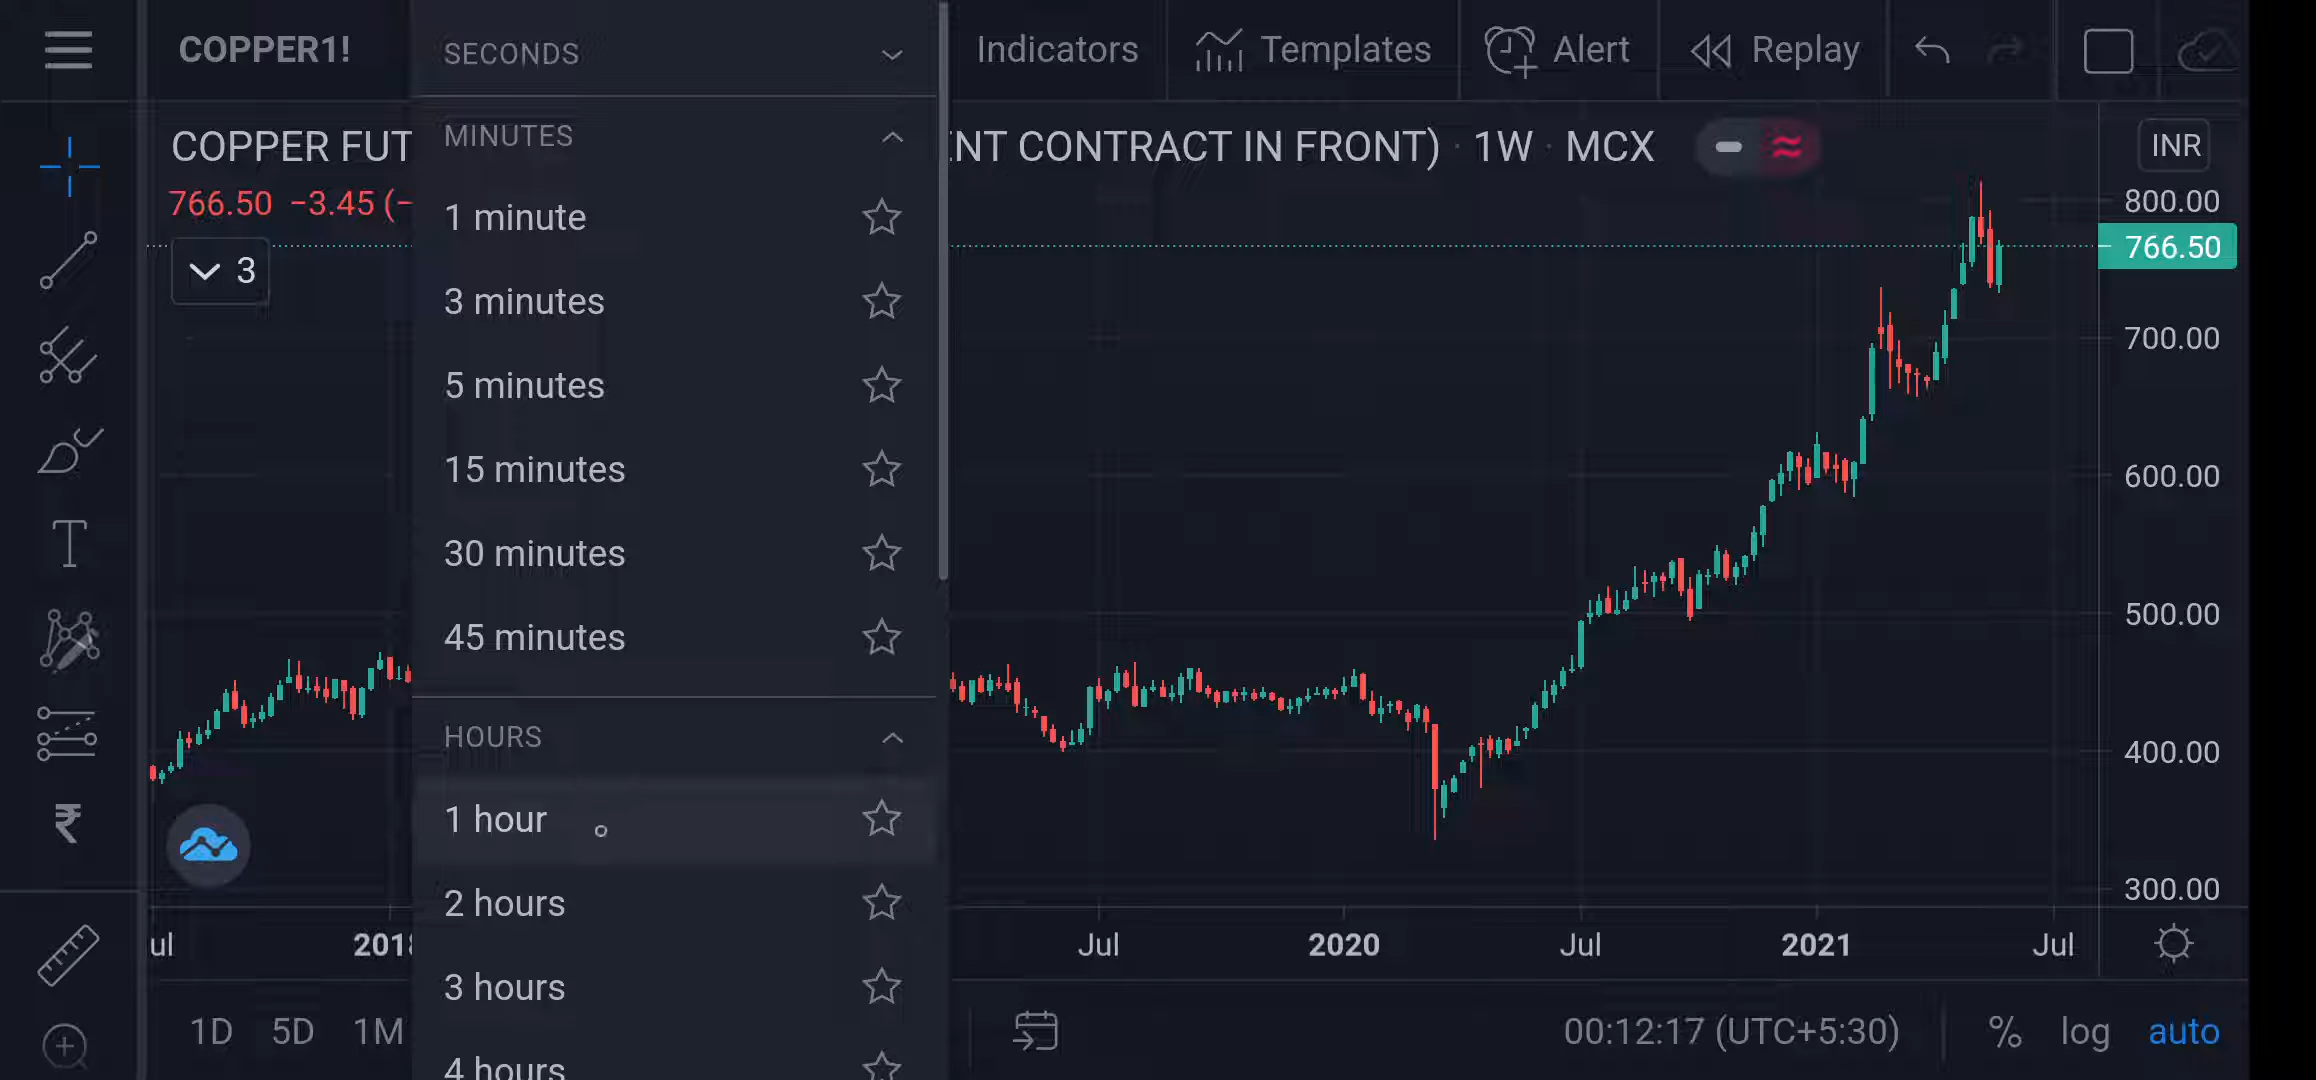 COPPER1!
SECONDS
Indicators
Templates
Alert
Replay
COPPER FUT
ENT CONTRACT IN FRONT) · 1W · MCX
INR
766.50 −3.45 (−
3
MINUTES
1 minute
3 minutes
5 minutes
15 minutes
30 minutes
45 minutes
HOURS
1 hour
2 hours
3 hours
4 hours
800.00
766.50
700.00
600.00
500.00
400.00
300.00
T
₹
ul
2018
Jul
2020
Jul
2021
Jul
1D
5D
1M
00:12:17 (UTC+5:30)
%
log
auto